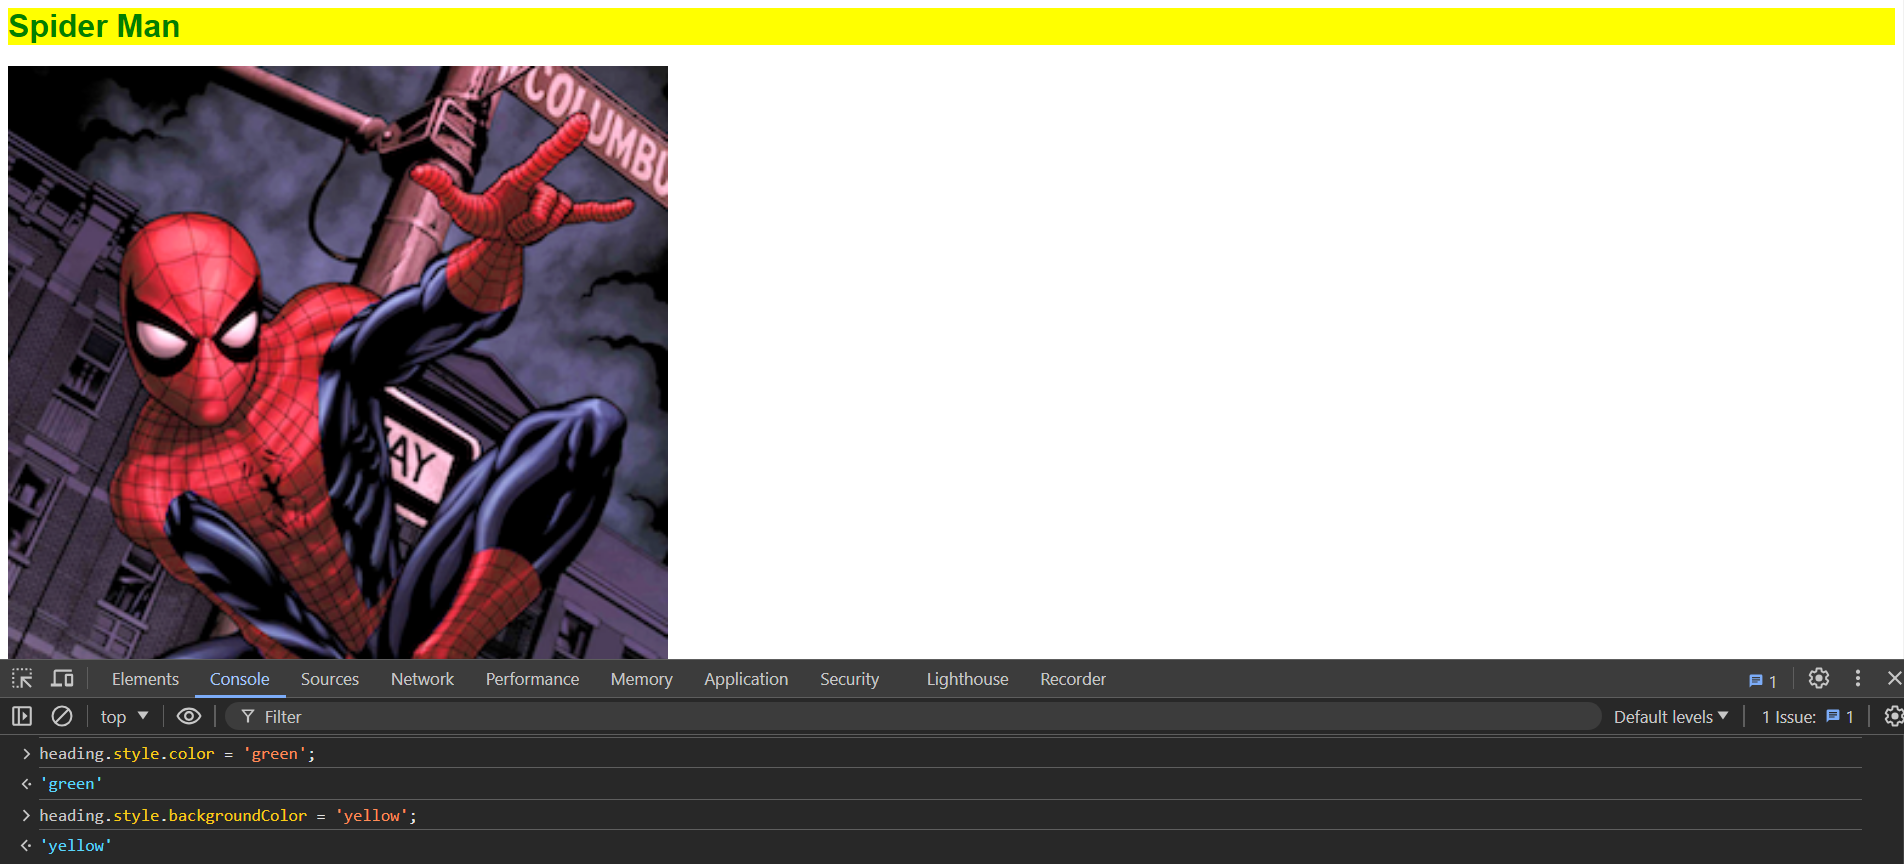 Spider Man
COLUMBU
AY
Elements Console Sources Network Performance Memory Application Security Lighthouse Recorder 1
top Filter Default levels 1 Issue: 1
heading.style.color = 'green';
'green'
heading.style.backgroundColor = 'yellow';
'yellow'